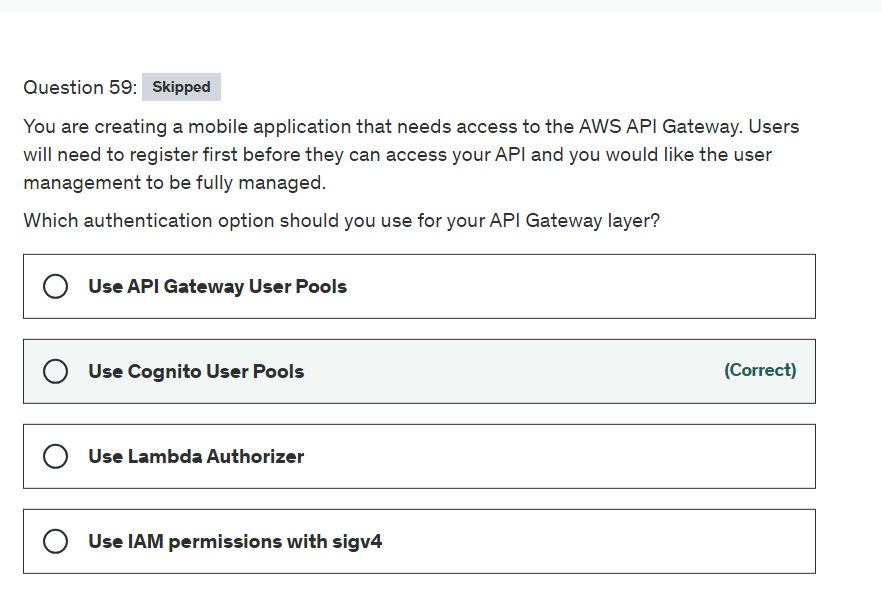 Question 59: Skipped
You are creating a mobile application that needs access to the AWS API Gateway. Users
will need to register first before they can access your API and you would like the user
management to be fully managed.
Which authentication option should you use for your API Gateway layer?
Use API Gateway User Pools
Use Cognito User Pools (Correct)
Use Lambda Authorizer
Use IAM permissions with sigv4